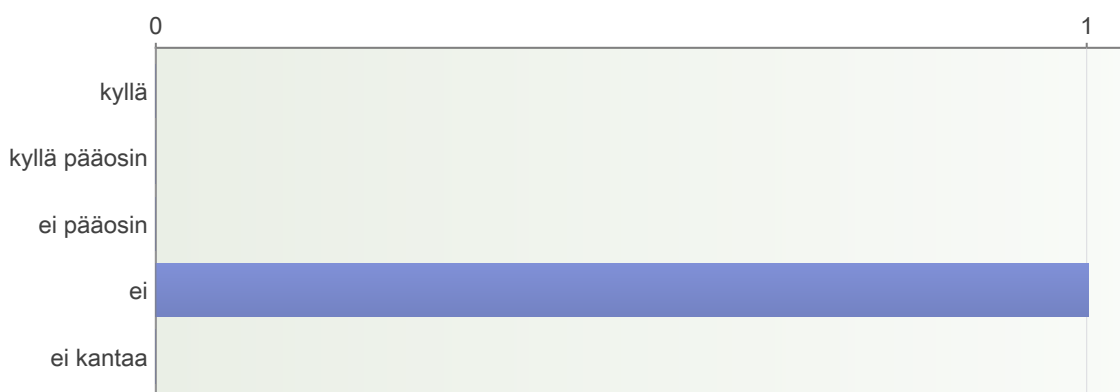 0 1
kyllä
kyllä pääosin
ei pääosin
ei
ei kantaa